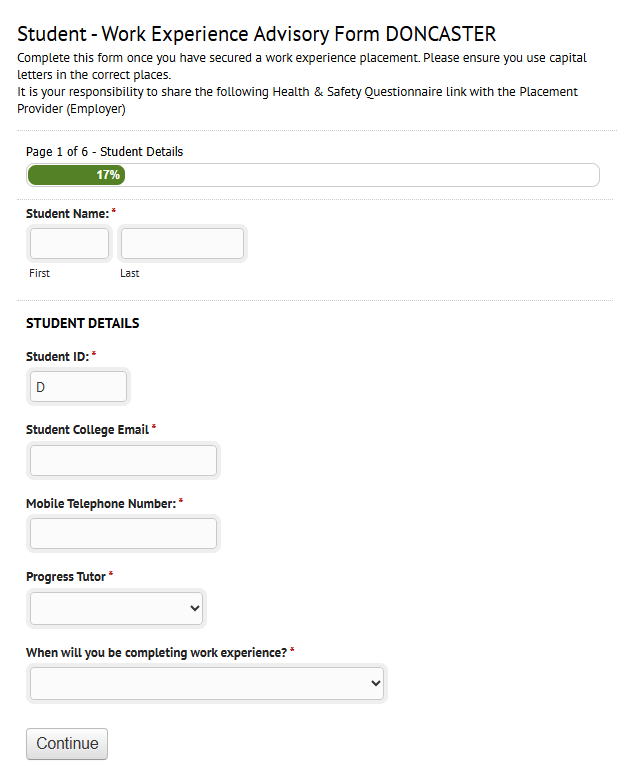 Student - Work Experience Advisory Form DONCASTER
Complete this form once you have secured a work experience placement. Please ensure you use capital
letters in the correct places.
It is your responsibility to share the following Health & Safety Questionnaire link with the Placement
Provider (Employer)
Page 1 of 6 - Student Details
17%
Student Name: *
First Last
STUDENT DETAILS
Student ID: *
D
Student College Email *
Mobile Telephone Number: *
Progress Tutor *
When will you be completing work experience? *
Continue